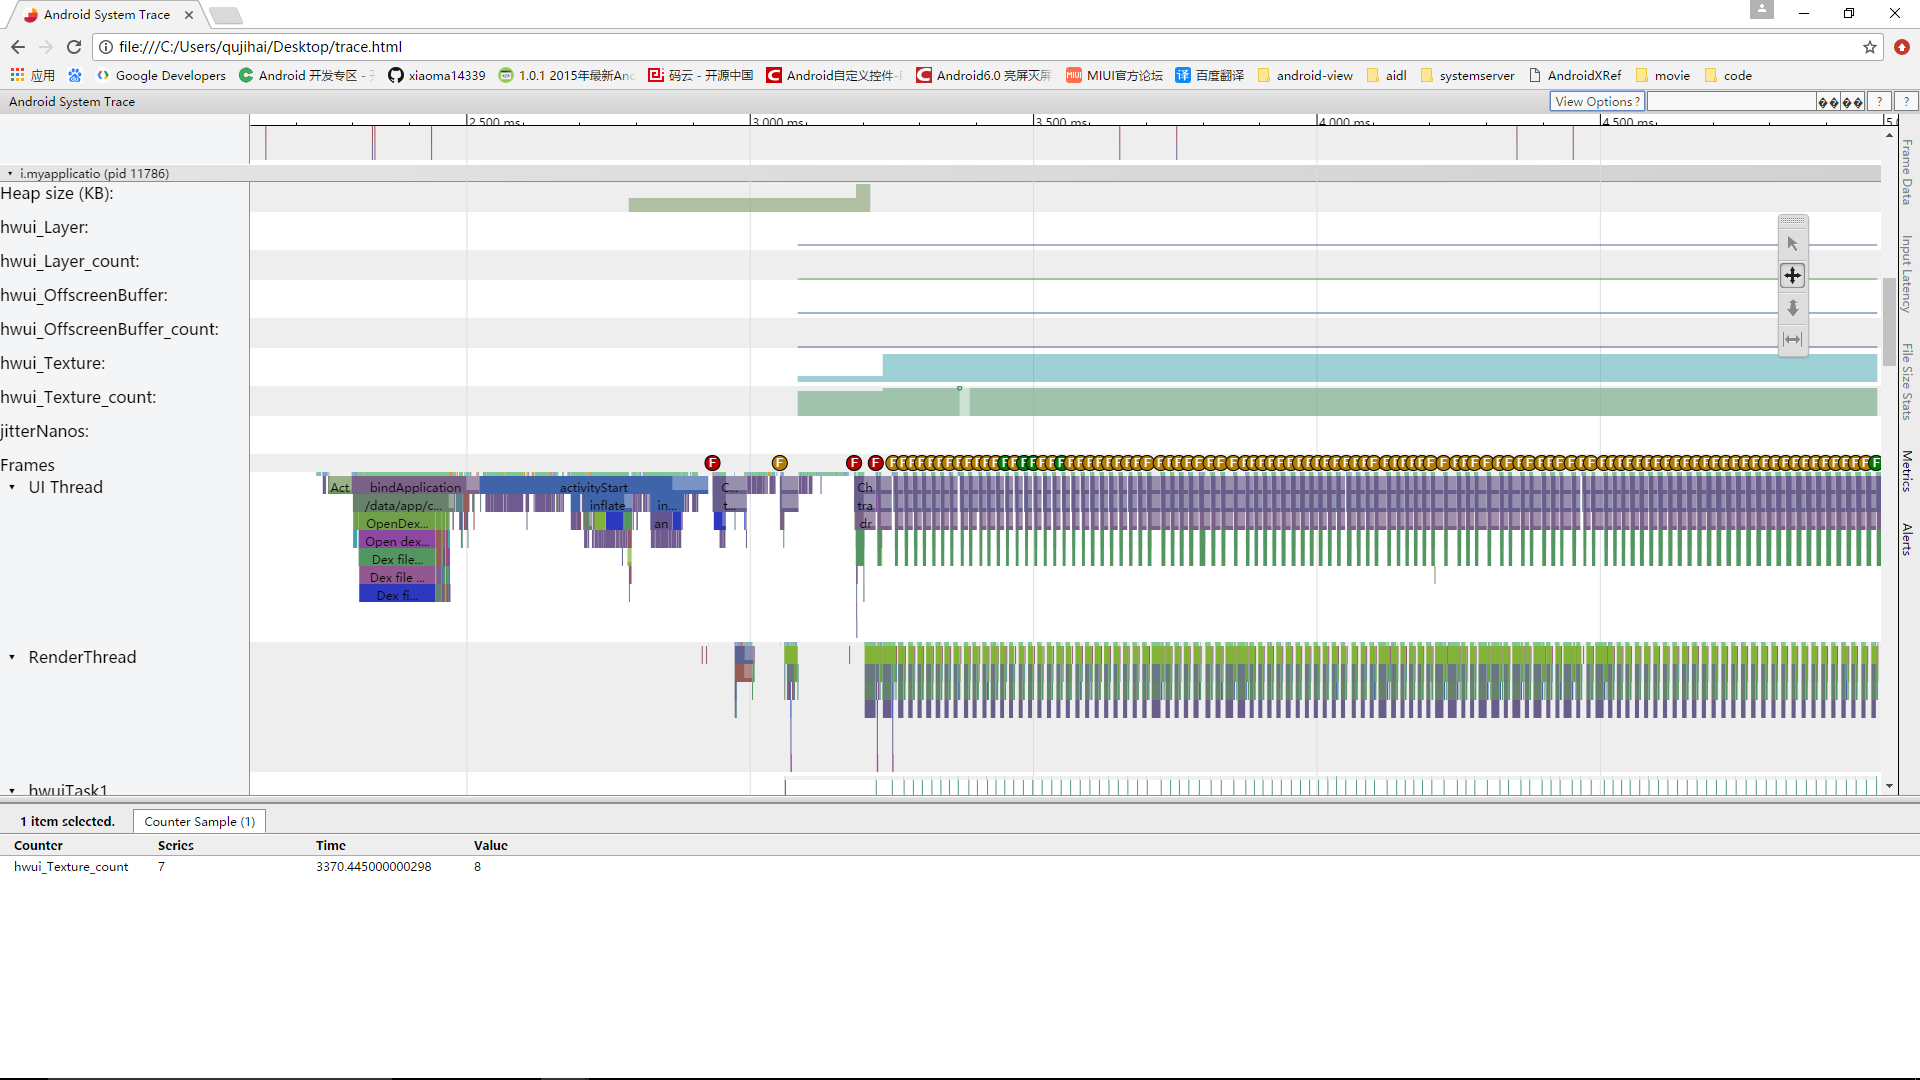 Android System Trace
file:///C:/Users/qujihai/Desktop/trace.html
应用 Google Developers Android 开发专区 - xiaoma14339 1.0.1 2015年最新An 码云 - 开源中国 Android自定义控件- Android6.0 亮屏灭屏 MIUI官方论坛 百度翻译 android-view aidl systemserver AndroidXRef movie code
Android System Trace View Options? �� �� ? ?
2,500 ms 3,000 ms 3,500 ms 4,000 ms 4,500 ms
i.myapplicatio (pid 11786)
Heap size (KB):
hwui_Layer:
hwui_Layer_count:
hwui_OffscreenBuffer:
hwui_OffscreenBuffer_count:
hwui_Texture:
hwui_Texture_count:
jitterNanos:
Frames
UI Thread
Act bindApplication activityStart C... Ch
/data/app/c... inflate in... t... tra
OpenDex... an dr
Open dex...
Dex file...
Dex file ...
Dex fi...
RenderThread
hwuiTask1
Frame Data
Input Latency
File Size Stats
Metrics
Alerts
1 item selected. Counter Sample (1)
Counter Series Time Value
hwui_Texture_count 7 3370.445000000298 8